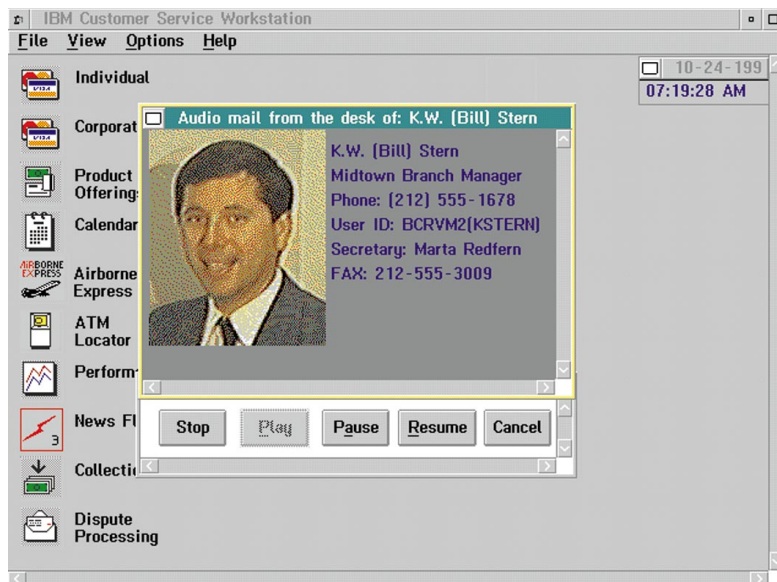 IBM Customer Service Workstation
File View Options Help
Individual
Corporat
Product
Offering
Calendar
AIRBORNE
EXPRESS
Airborne
Express
ATM
Locator
Perform
News Fl
3
Collecti
Dispute
Processing
10-24-199
07:19:28 AM
Audio mail from the desk of: K.W. (Bill) Stern
K.W. (Bill) Stern
Midtown Branch Manager
Phone: (212) 555-1678
User ID: BCRVM2(KSTERN)
Secretary: Marta Redfern
FAX: 212-555-3009
Stop Play Pause Resume Cancel